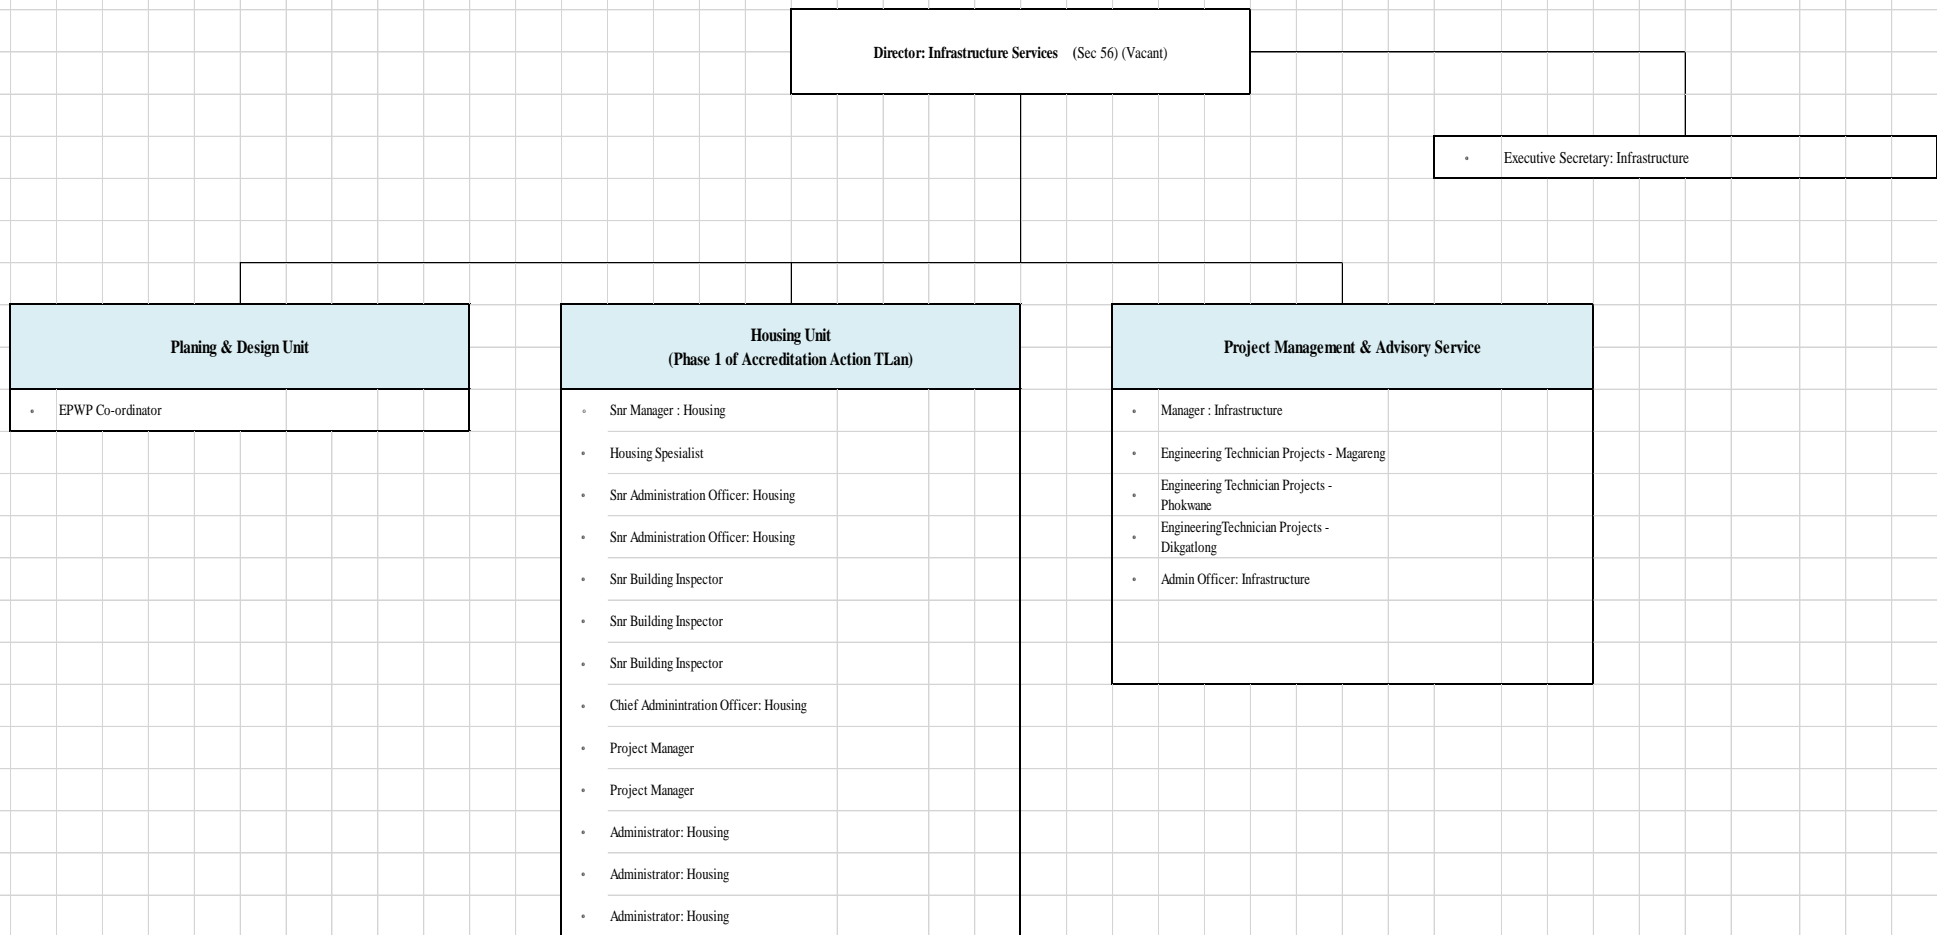 Director: Infrastructure Services (Sec 56) (Vacant)
Executive Secretary: Infrastructure
Planing & Design Unit
EPWP Co-ordinator
Housing Unit
(Phase 1 of Accreditation Action TLan)
Snr Manager : Housing
Housing Spesialist
Snr Administration Officer: Housing
Snr Administration Officer: Housing
Snr Building Inspector
Snr Building Inspector
Snr Building Inspector
Chief Adminintration Officer: Housing
Project Manager
Project Manager
Administrator: Housing
Administrator: Housing
Administrator: Housing
Project Management & Advisory Service
Manager : Infrastructure
Engineering Technician Projects - Magareng
Engineering Technician Projects -
Phokwane
EngineeringTechnician Projects -
Dikgatlong
Admin Officer: Infrastructure